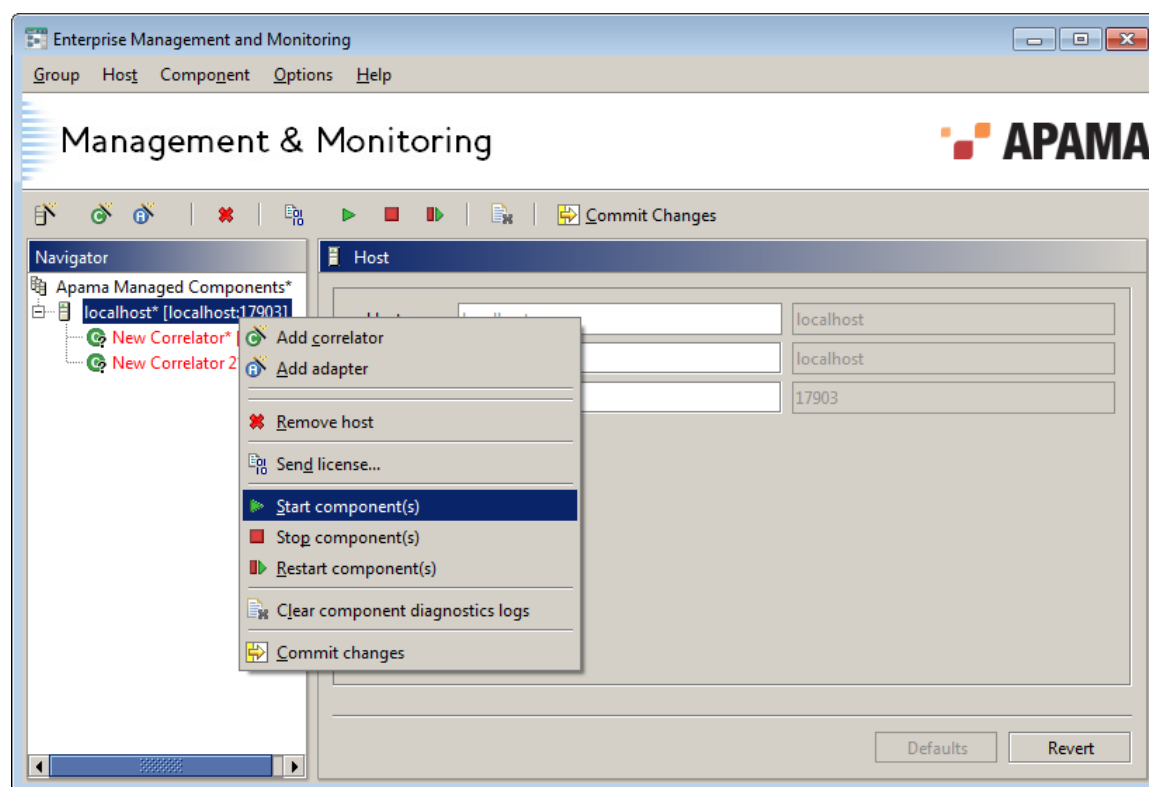 Enterprise Management and Monitoring
Group Host Component Options Help
Management & Monitoring
APAMA
Commit Changes
Navigator
Host
Apama Managed Components*
localhost* [localhost:17903]
localhost
New Correlator*
New Correlator 2
localhost
17903
Add correlator
Add adapter
Remove host
Send license...
Start component(s)
Stop component(s)
Restart component(s)
Clear component diagnostics logs
Commit changes
Defaults
Revert